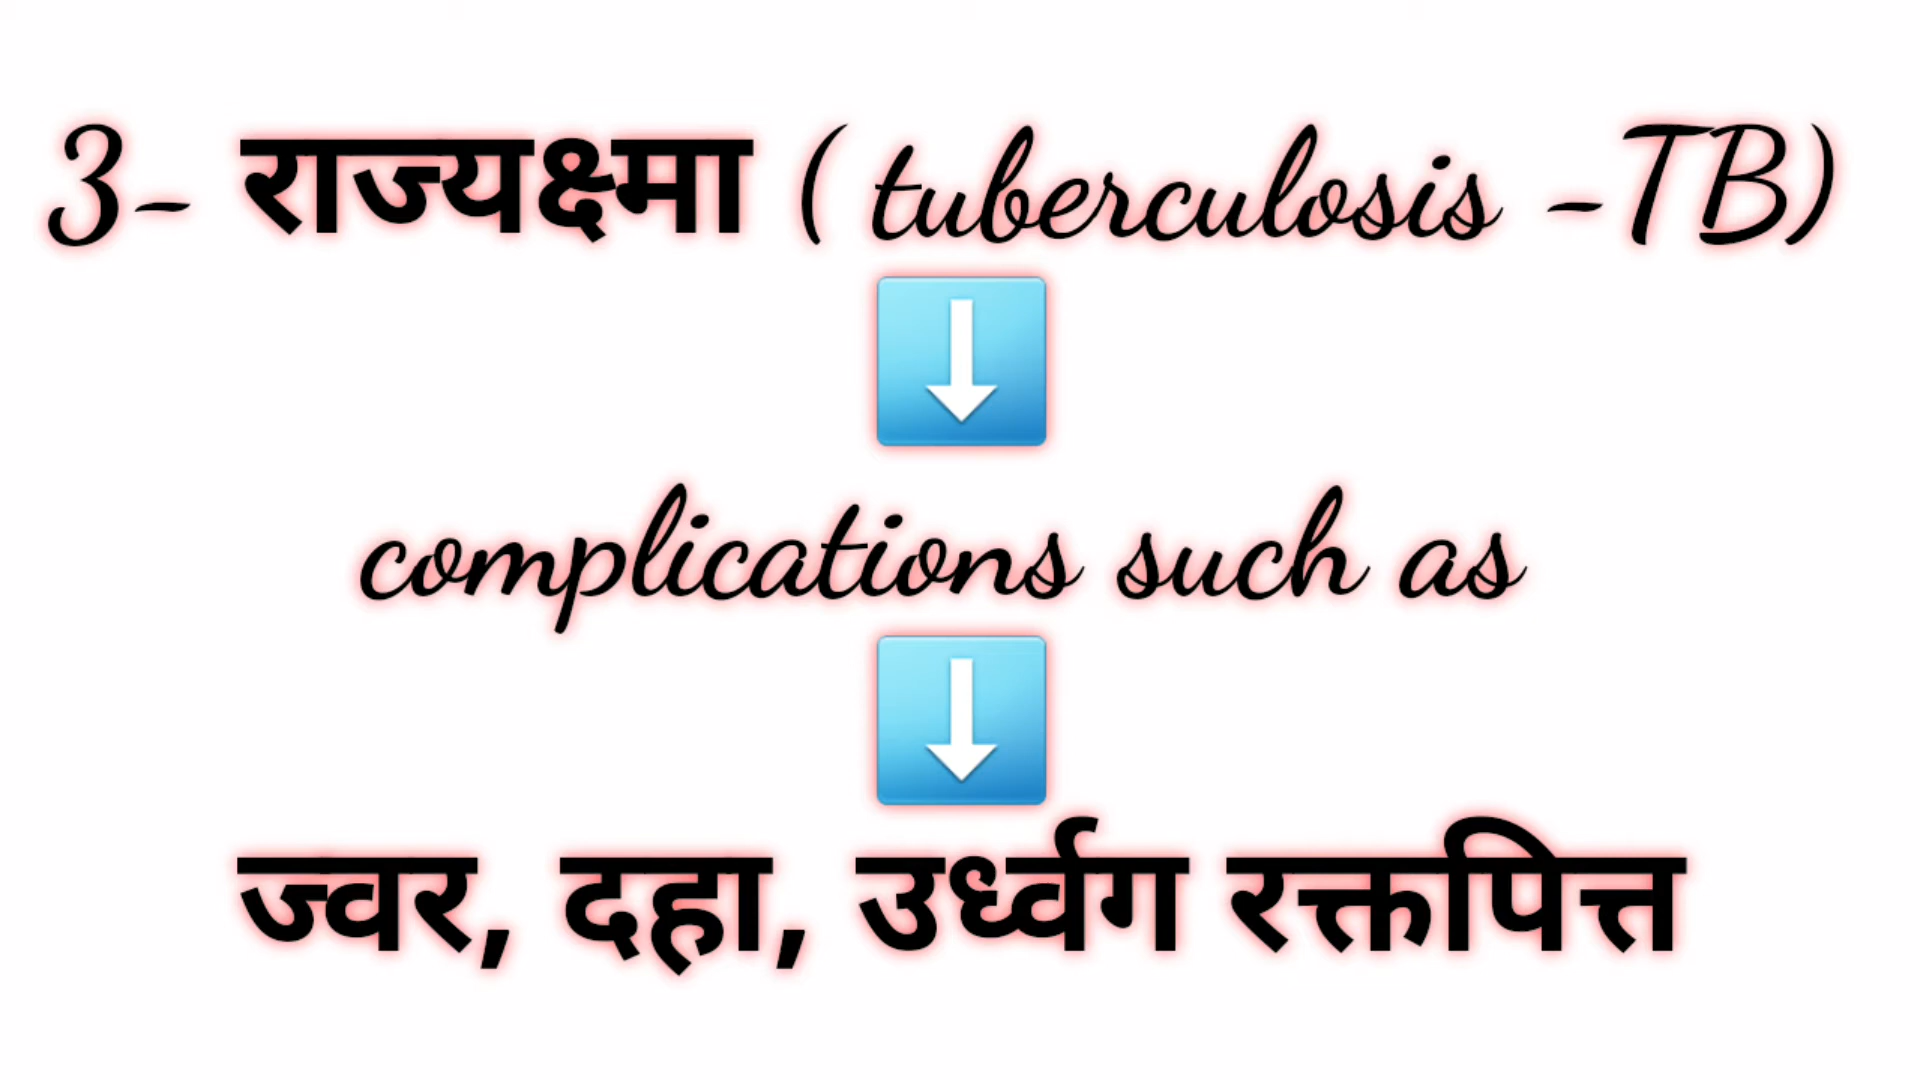 3- राज्यक्ष्मा ( tuberculosis -TB)
complications such as
ज्वर, दहा, उर्ध्वग रक्तपित्त